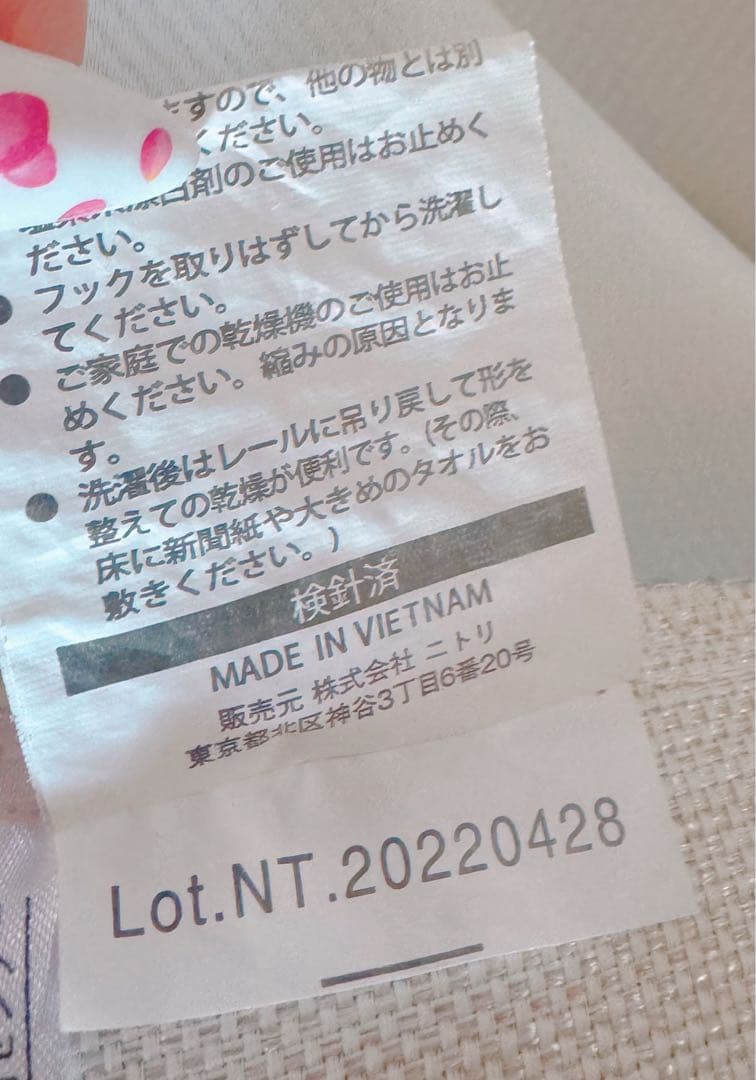 ますので、他の物とは別
ください。
塩素系漂白剤のご使用はお止めく
ださい。
フックを取りはずしてから洗濯し
てください。
ご家庭での乾燥機のご使用はお止
めください。縮みの原因となりま
す。
洗濯後はレールに吊り戻して形を
整えての乾燥が便利です。(その際、
床に新聞紙や大きめのタオルをお
敷きください。)
検針済
MADE IN VIETNAM
販売元 株式会社 ニトリ
東京都北区神谷3丁目6番20号
Lot.NT.20220428